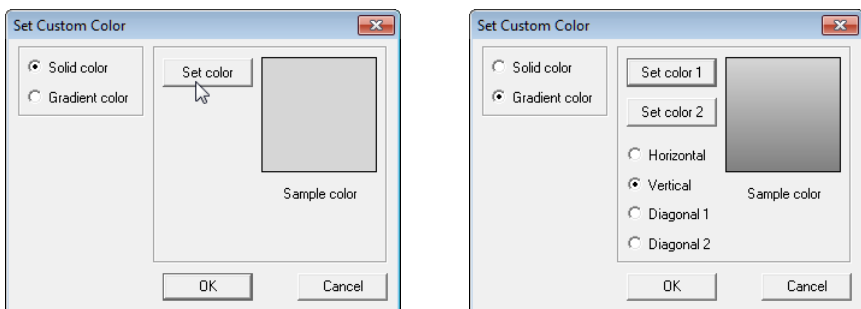 Set Custom Color
Solid color
Gradient color
Set color
Sample color
OK
Cancel
Set Custom Color
Solid color
Gradient color
Set color 1
Set color 2
Horizontal
Vertical
Diagonal 1
Diagonal 2
Sample color
OK
Cancel